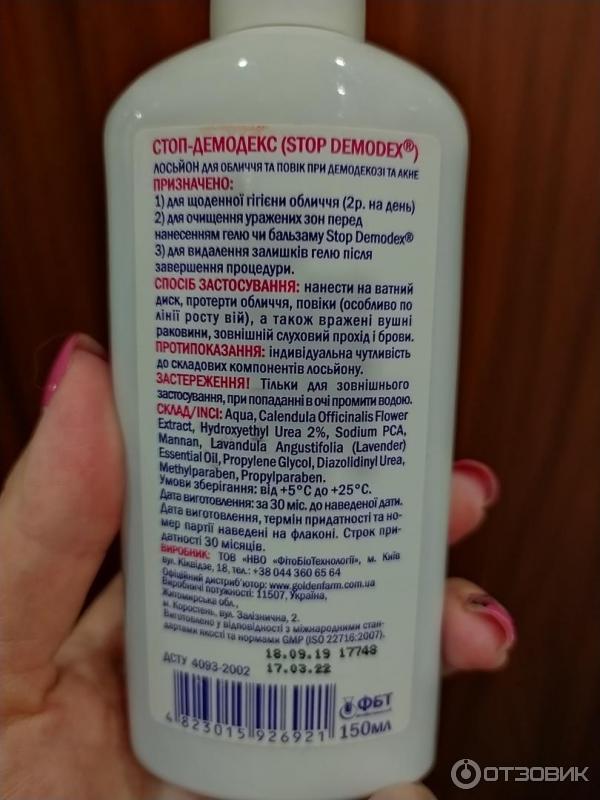 СТОП-ДЕМОДЕКС (STOP DEMODEX®)
ЛОСЬЙОН ДЛЯ ОБЛИЧЧЯ ТА ПОВІК ПРИ ДЕМОДЕКОЗІ ТА АКНЕ
ПРИЗНАЧЕНО:
1) для щоденної гігієни обличчя (2р. на день)
2) для очищення уражених зон перед
нанесенням гелю чи бальзаму Stop Demodex®
3) для видалення залишків гелю після
завершення процедури.
СПОСІБ ЗАСТОСУВАННЯ: нанести на ватний
диск, протерти обличчя, повіки (особливо по
лінії росту вій), а також вражені вушні
раковини, зовнішній слуховий прохід і брови.
ПРОТИПОКАЗАННЯ: індивідуальна чутливість
до складових компонентів лосьйону.
ЗАСТЕРЕЖЕННЯ! Тільки для зовнішнього
застосування, при попаданні в очі промити водою.
СКЛАД/INCI: Aqua, Calendula Officinalis Flower
Extract, Hydroxyethyl Urea 2%, Sodium PCA,
Mannan, Lavandula Angustifolia (Lavender)
Essential Oil, Propylene Glycol, Diazolidinyl Urea,
Methylparaben, Propylparaben.
Умови зберігання: від +5°С до +25°С.
Дата виготовлення: за 30 міс. до наведеної дати.
Дата виготовлення, термін придатності та но-
мер партії наведені на флаконі. Строк при-
датності 30 місяців.
ВИРОБНИК: ТОВ «НВО «ФітоБіоТехнології», м. Київ
вул. Кіквідзе, 18, тел.: +38 044 360 65 64
Офіційний дистриб'ютор: www.goldenfarm.com.ua
Виробничі потужності: 11507, Україна,
Житомирська обл.,
м. Коростень, вул. Залізнична, 2.
Виготовлено у відповідності з міжнародними стан-
дартами якості та нормами GMP (ISO 22716:2007).
18.09.19 17748
ДСТУ 4093-2002 17.03.22
4 823015 926921
ФБТ
150мл
ОТЗОВИК